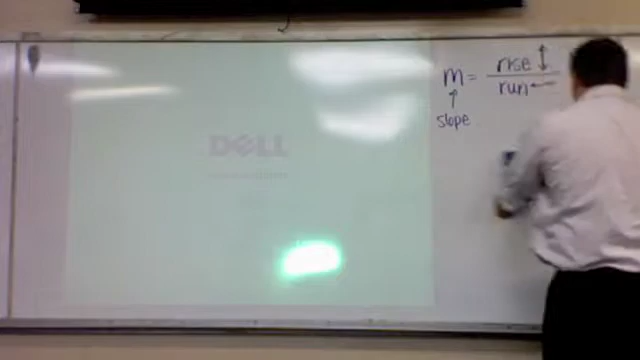 DELL
m = rise ↕
run ←
↑
slope